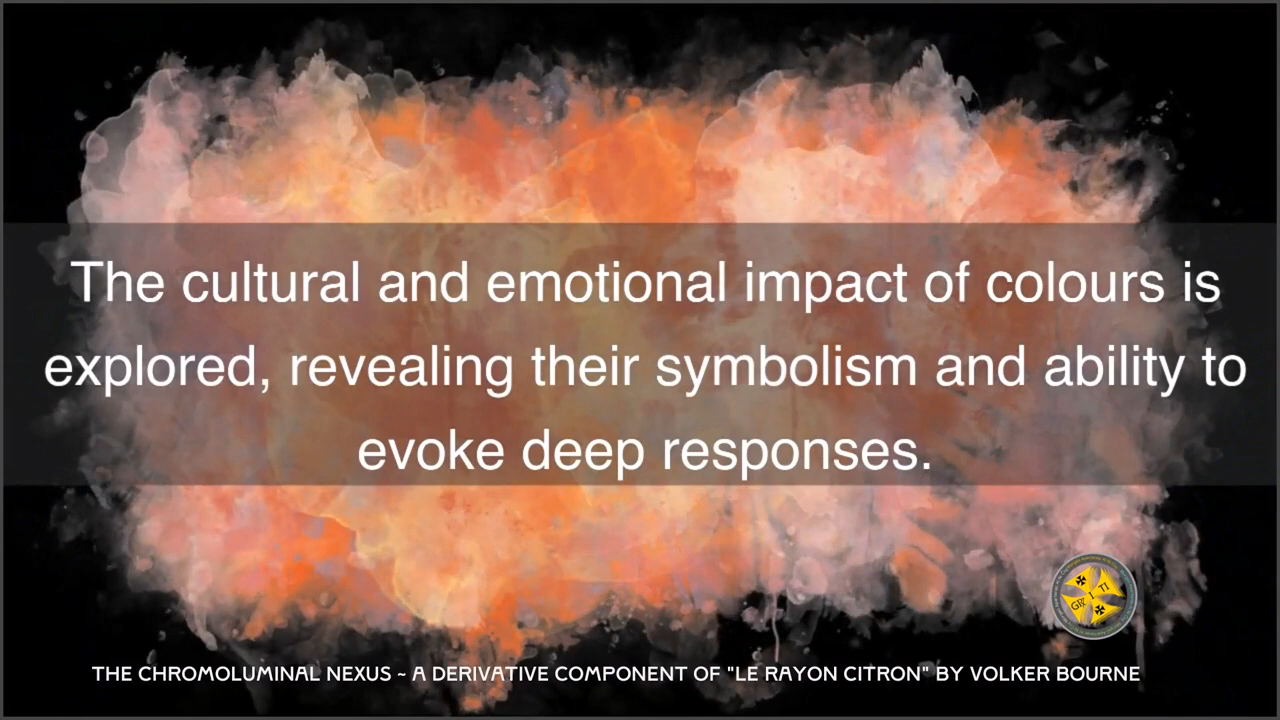 The cultural and emotional impact of colours is
explored, revealing their symbolism and ability to
evoke deep responses.
THE CHROMOLUMINAL NEXUS ~ A DERIVATIVE COMPONENT OF "LE RAYON CITRON" BY VOLKER BOURNE